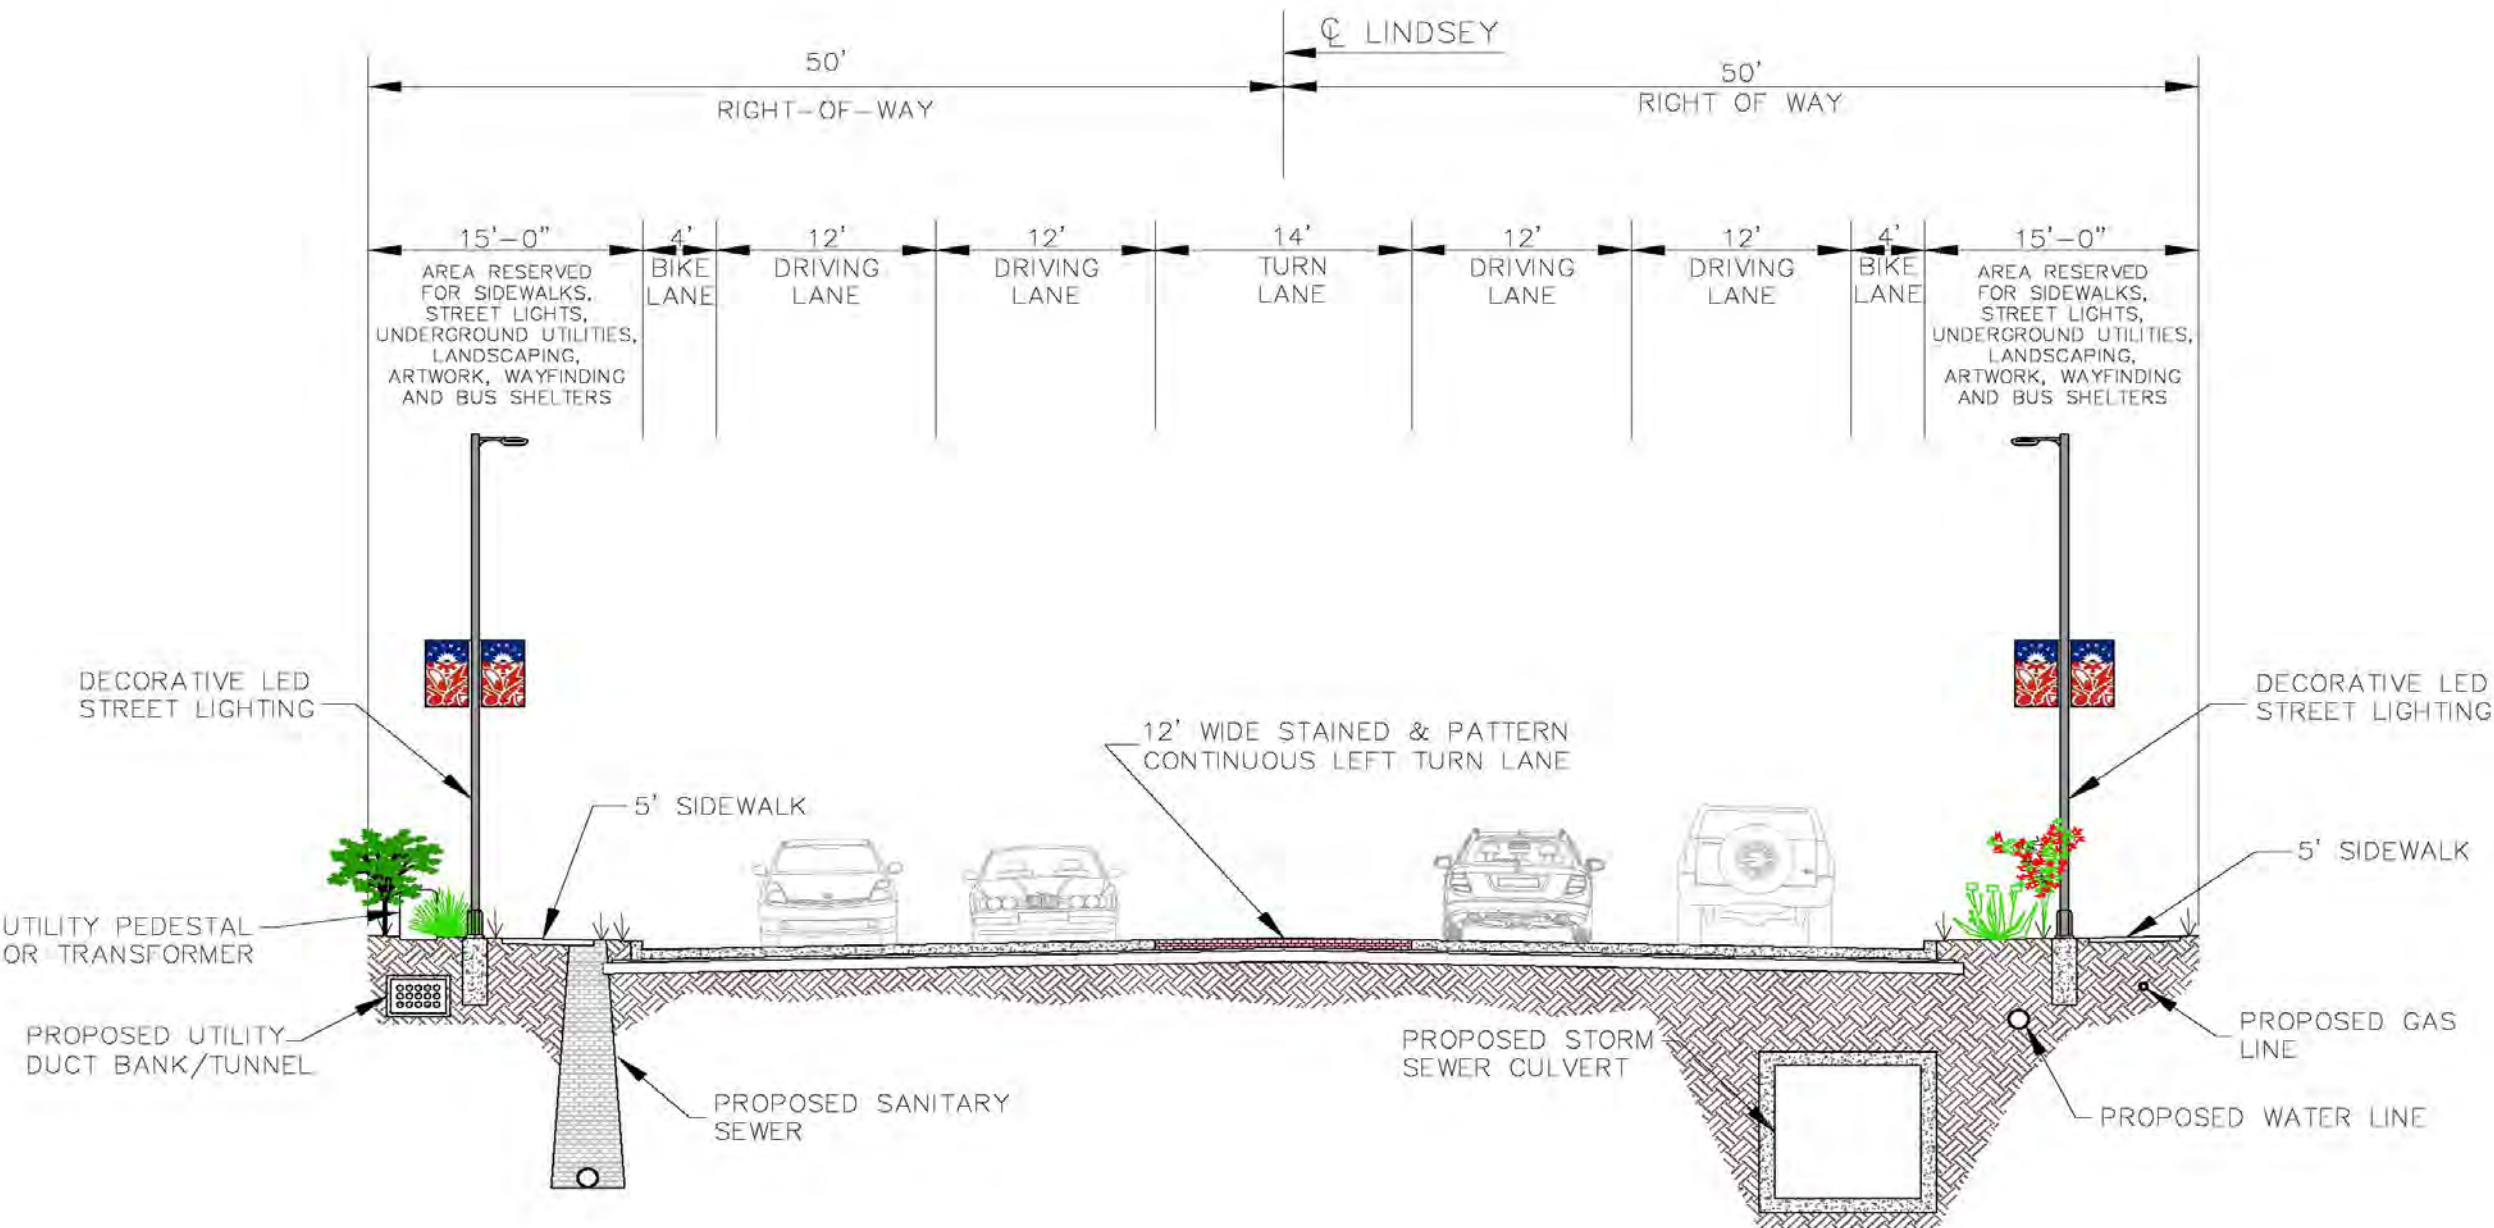 ℄ LINDSEY
50'
RIGHT-OF-WAY
50'
RIGHT OF WAY
15'-0"
4'
12'
12'
14'
12'
12'
4'
15'-0"
AREA RESERVED
FOR SIDEWALKS,
STREET LIGHTS,
UNDERGROUND UTILITIES,
LANDSCAPING,
ARTWORK, WAYFINDING
AND BUS SHELTERS
BIKE
LANE
DRIVING
LANE
DRIVING
LANE
TURN
LANE
DRIVING
LANE
DRIVING
LANE
BIKE
LANE
AREA RESERVED
FOR SIDEWALKS,
STREET LIGHTS,
UNDERGROUND UTILITIES,
LANDSCAPING,
ARTWORK, WAYFINDING
AND BUS SHELTERS
DECORATIVE LED
STREET LIGHTING
5' SIDEWALK
12' WIDE STAINED & PATTERN
CONTINUOUS LEFT TURN LANE
DECORATIVE LED
STREET LIGHTING
5' SIDEWALK
UTILITY PEDESTAL
OR TRANSFORMER
PROPOSED UTILITY
DUCT BANK/TUNNEL
PROPOSED SANITARY
SEWER
PROPOSED STORM
SEWER CULVERT
PROPOSED GAS
LINE
PROPOSED WATER LINE